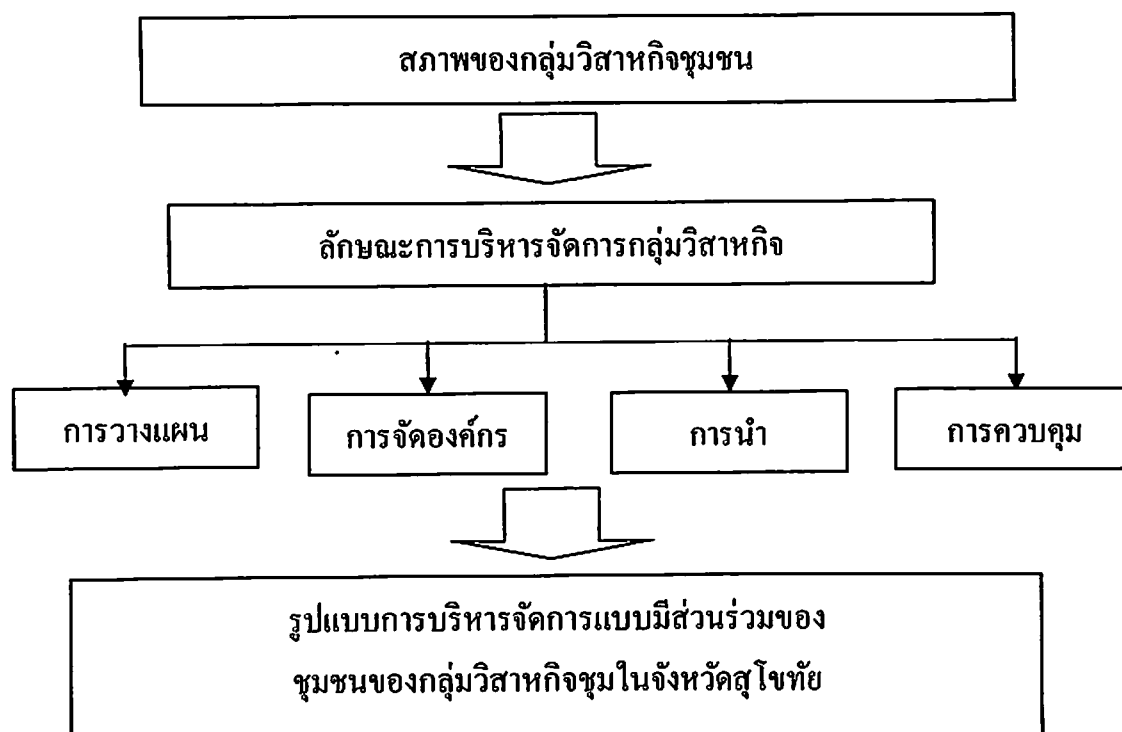 สภาพของกลุ่มวิสาหกิจชุมชน
ลักษณะการบริหารจัดการกลุ่มวิสาหกิจ
การวางแผน
การจัดองค์กร
การนำ
การควบคุม
รูปแบบการบริหารจัดการแบบมีส่วนร่วมของ
ชุมชนของกลุ่มวิสาหกิจชุมในจังหวัดสุโขทัย